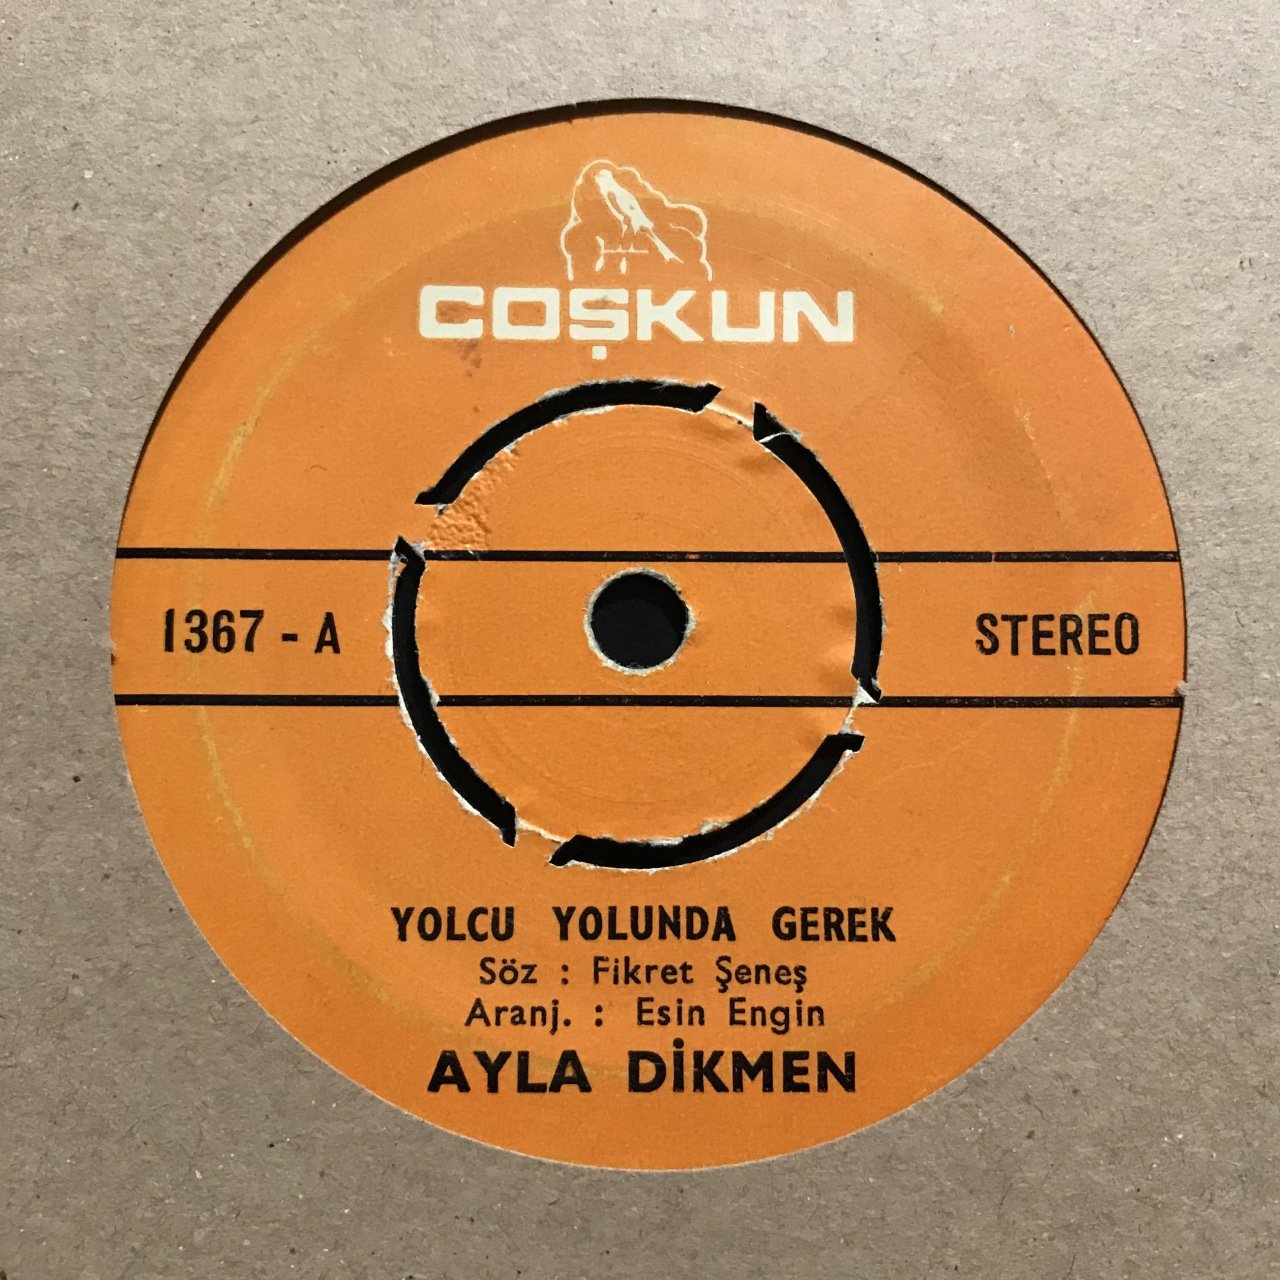 COŞKUN
1367 - A
STEREO
YOLCU YOLUNDA GEREK
Söz : Fikret Şeneş
Aranj. : Esin Engin
AYLA DİKMEN